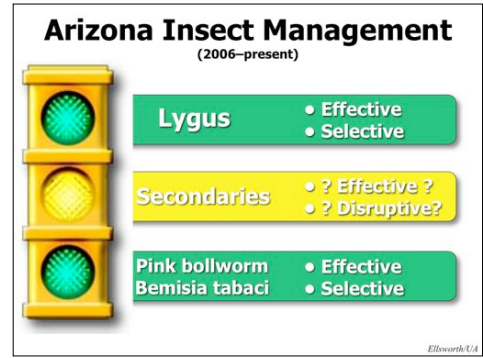 Arizona Insect Management
(2006–present)
Lygus
● Effective
● Selective
Secondaries
● ? Effective ?
● ? Disruptive?
Pink bollworm
Bemisia tabaci
● Effective
● Selective
Ellsworth/UA